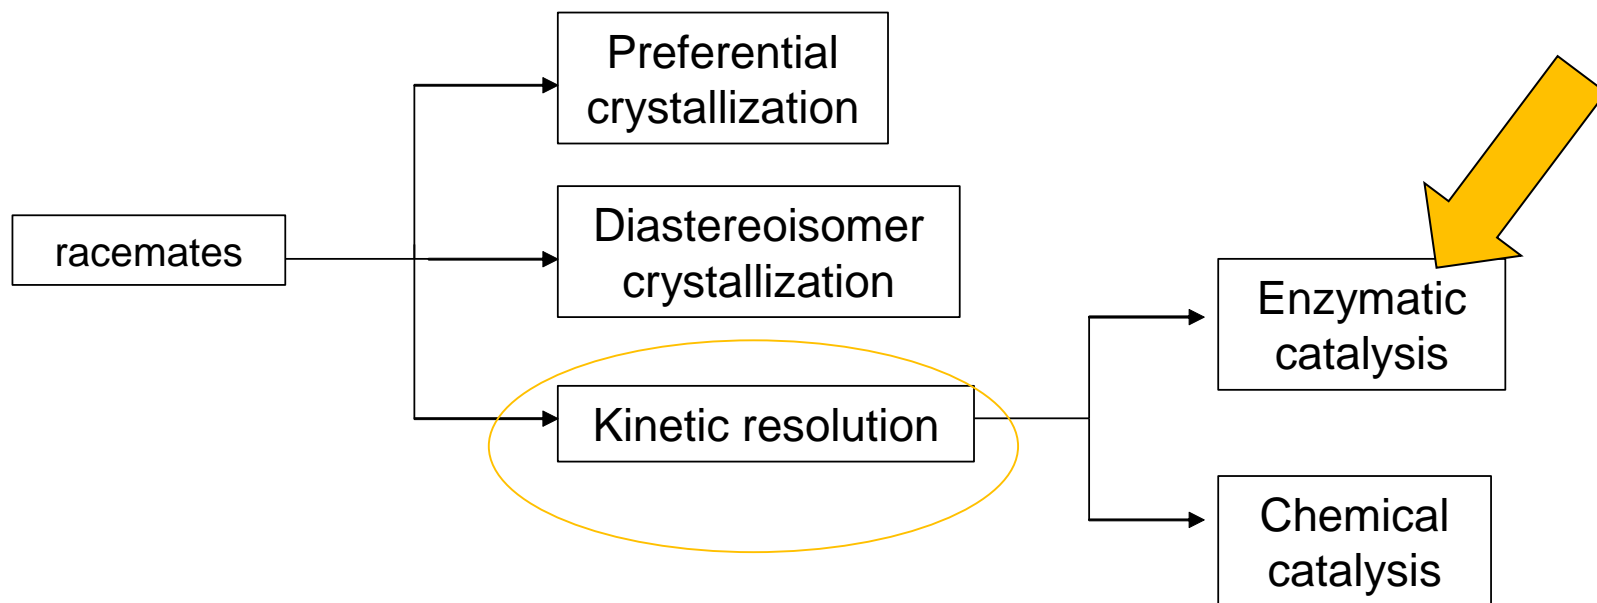 Preferential
crystallization
racemates
Diastereoisomer
crystallization
Kinetic resolution
Enzymatic
catalysis
Chemical
catalysis